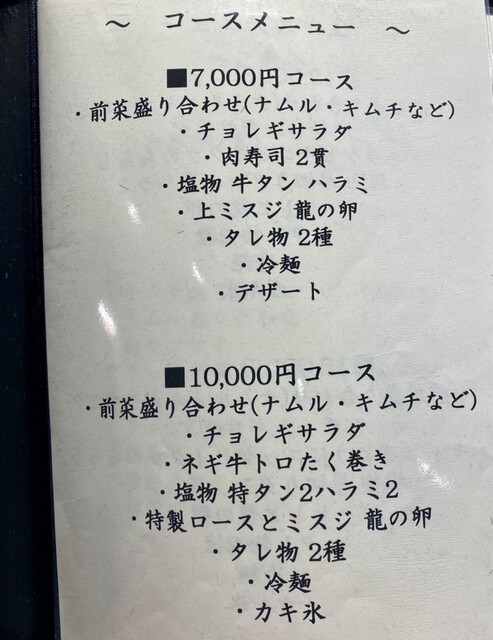 ～ コースメニュー ～
■7,000円コース
・前菜盛り合わせ(ナムル・キムチなど)
・チョレギサラダ
・肉寿司 2貫
・塩物 牛タン ハラミ
・上ミスジ 龍の卵
・タレ物 2種
・冷麺
・デザート
■10,000円コース
・前菜盛り合わせ(ナムル・キムチなど)
・チョレギサラダ
・ネギ牛トロたく巻き
・塩物 特タン2ハラミ2
・特製ロースとミスジ 龍の卵
・タレ物 2種
・冷麺
・カキ氷